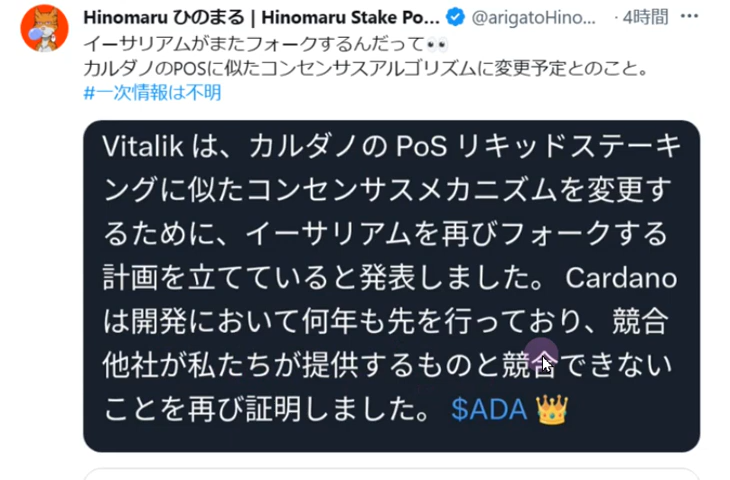 Hinomaru ひのまる | Hinomaru Stake Po... @arigatoHino... · 4時間 ···
イーサリアムがまたフォークするんだって👀
カルダノのPOSに似たコンセンサスアルゴリズムに変更予定とのこと。
#一次情報は不明
Vitalik は、カルダノの PoS リキッドステーキ
ングに似たコンセンサスメカニズムを変更す
るために、イーサリアムを再びフォークする
計画を立てていると発表しました。 Cardano
は開発において何年も先を行っており、競合
他社が私たちが提供するものと競合できない
ことを再び証明しました。 $ADA 👑